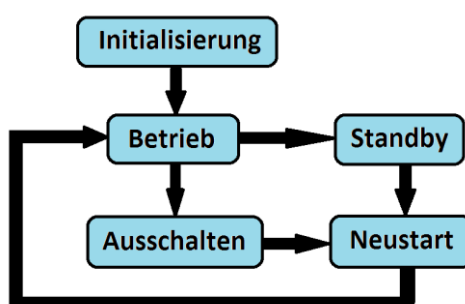 Initialisierung
Betrieb
Standby
Ausschalten
Neustart